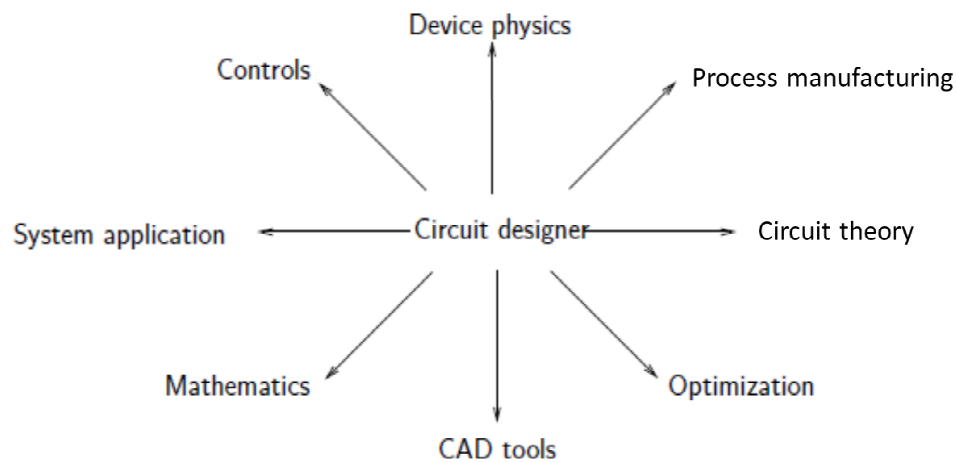 Device physics
Controls
Process manufacturing
System application
Circuit designer
Circuit theory
Mathematics
Optimization
CAD tools